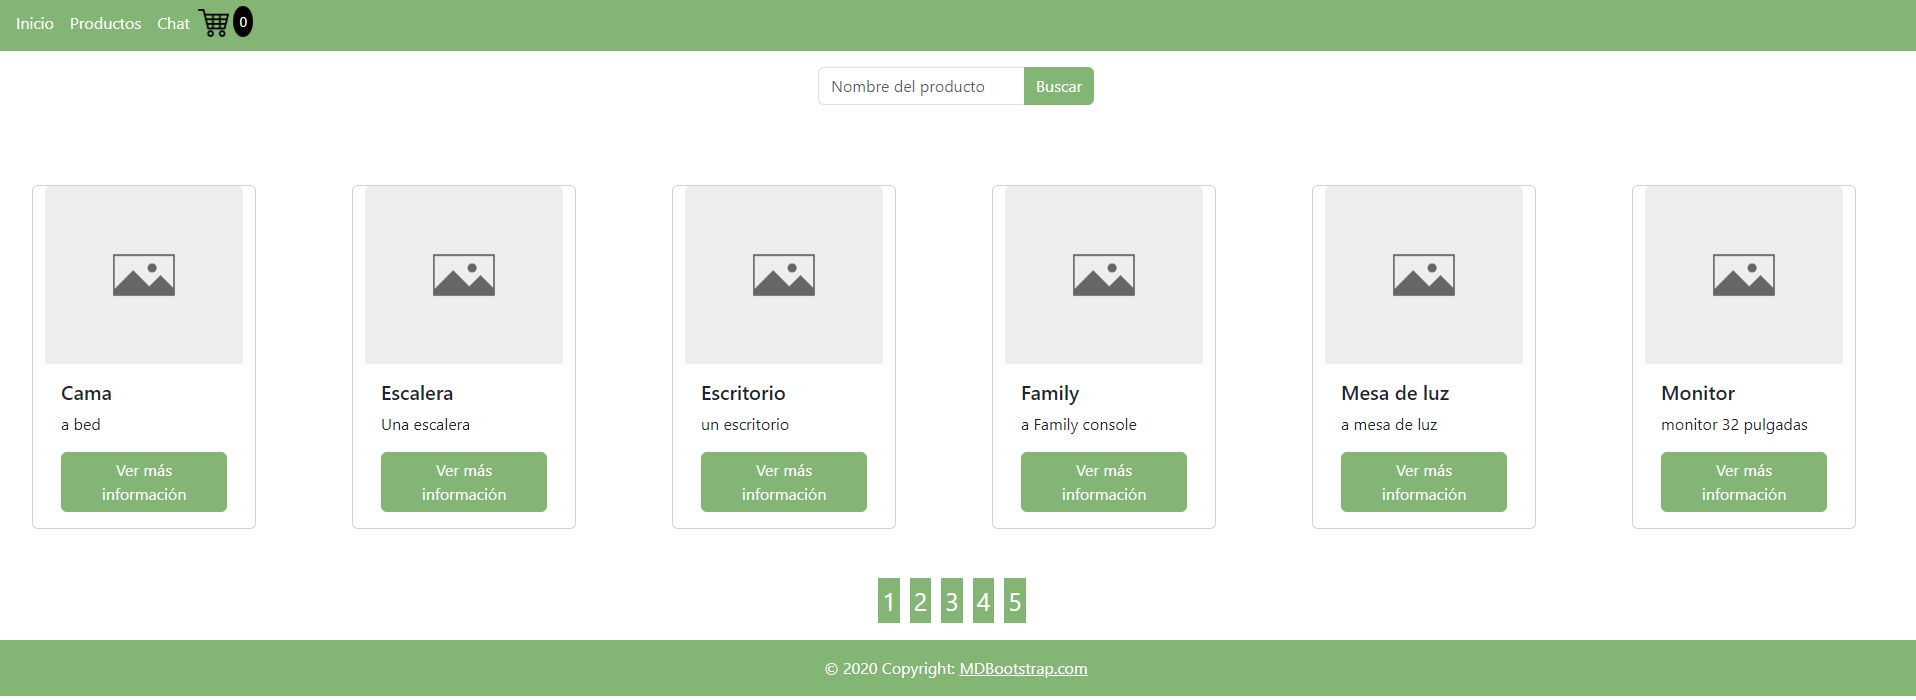 Inicio Productos Chat 0
Nombre del producto Buscar
Cama
a bed
Ver más
información
Escalera
Una escalera
Ver más
información
Escritorio
un escritorio
Ver más
información
Family
a Family console
Ver más
información
Mesa de luz
a mesa de luz
Ver más
información
Monitor
monitor 32 pulgadas
Ver más
información
1 2 3 4 5
© 2020 Copyright: MDBootstrap.com